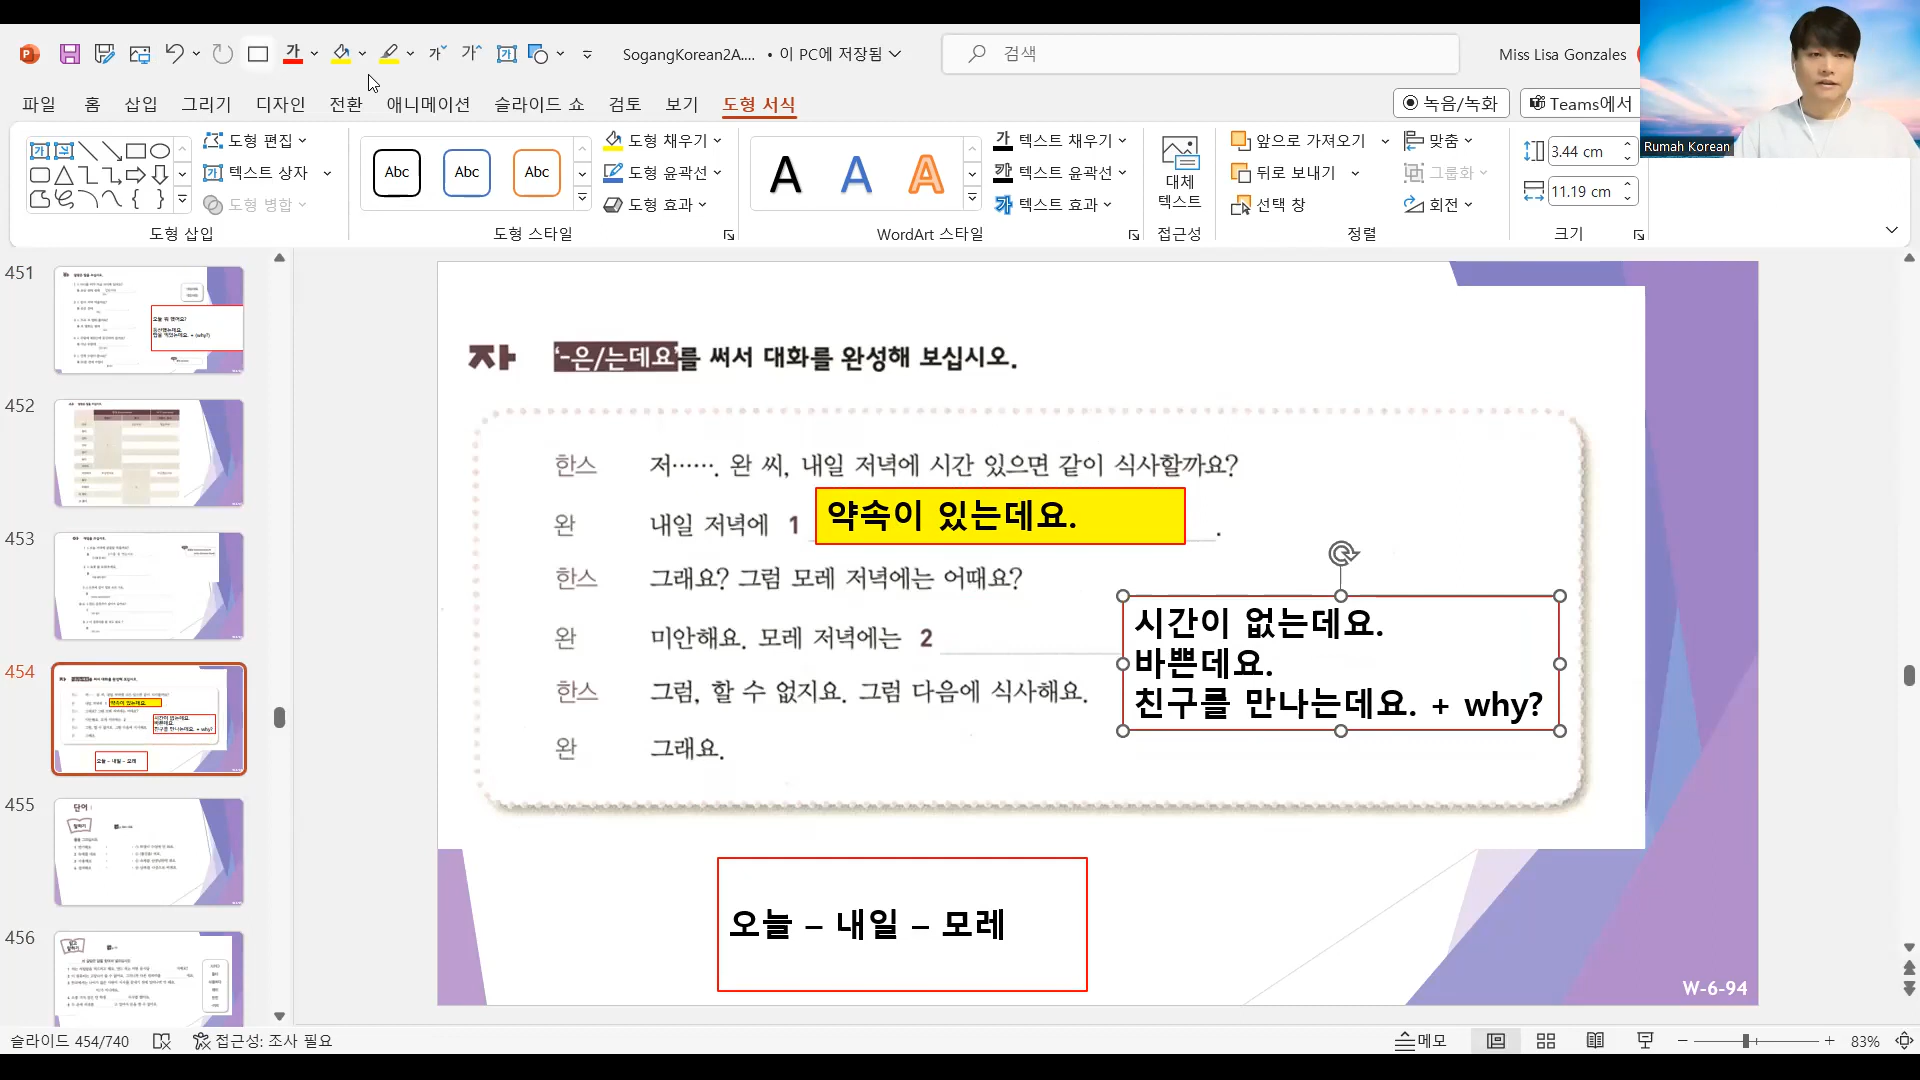 SogangKorean2A.... • 이 PC에 저장됨
검색
Miss Lisa Gonzales
파일 홈 삽입 그리기 디자인 전환 애니메이션 슬라이드 쇼 검토 보기 도형 서식
녹음/녹화
Teams에서
Rumah Korean
도형 편집
텍스트 상자
도형 병합
도형 삽입
Abc Abc Abc
도형 채우기
도형 윤곽선
도형 효과
도형 스타일
A A A
텍스트 채우기
텍스트 윤곽선
텍스트 효과
WordArt 스타일
대체
텍스트
접근성
앞으로 가져오기
뒤로 보내기
선택 창
맞춤
그룹화
회전
정렬
3.44 cm
11.19 cm
크기
451
452
453
454
455
456
자 '-은/는데요'를 써서 대화를 완성해 보십시오.
한스 저……. 완 씨, 내일 저녁에 시간 있으면 같이 식사할까요?
완 내일 저녁에 1 약속이 있는데요. .
한스 그래요? 그럼 모레 저녁에는 어때요?
완 미안해요. 모레 저녁에는 2
시간이 없는데요.
바쁜데요.
친구를 만나는데요. + why?
한스 그럼, 할 수 없지요. 그럼 다음에 식사해요.
완 그래요.
오늘 – 내일 – 모레
W-6-94
슬라이드 454/740
접근성: 조사 필요
메모
83%